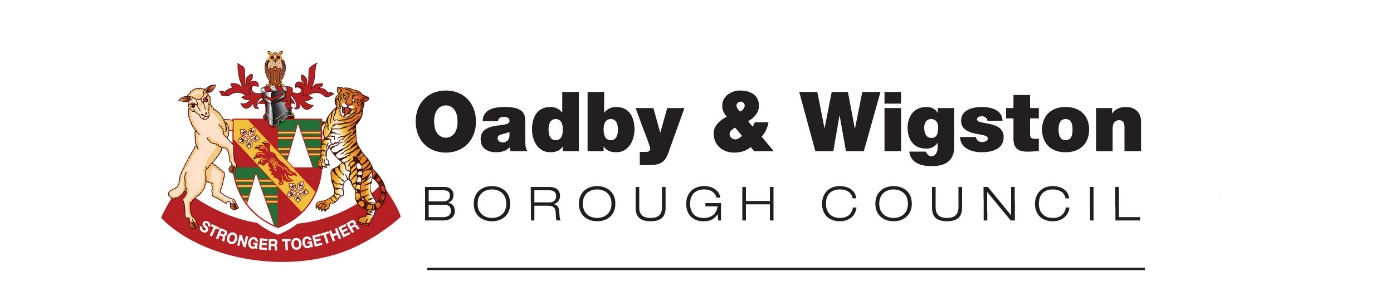 Oadby & Wigston
BOROUGH COUNCIL
STRONGER TOGETHER